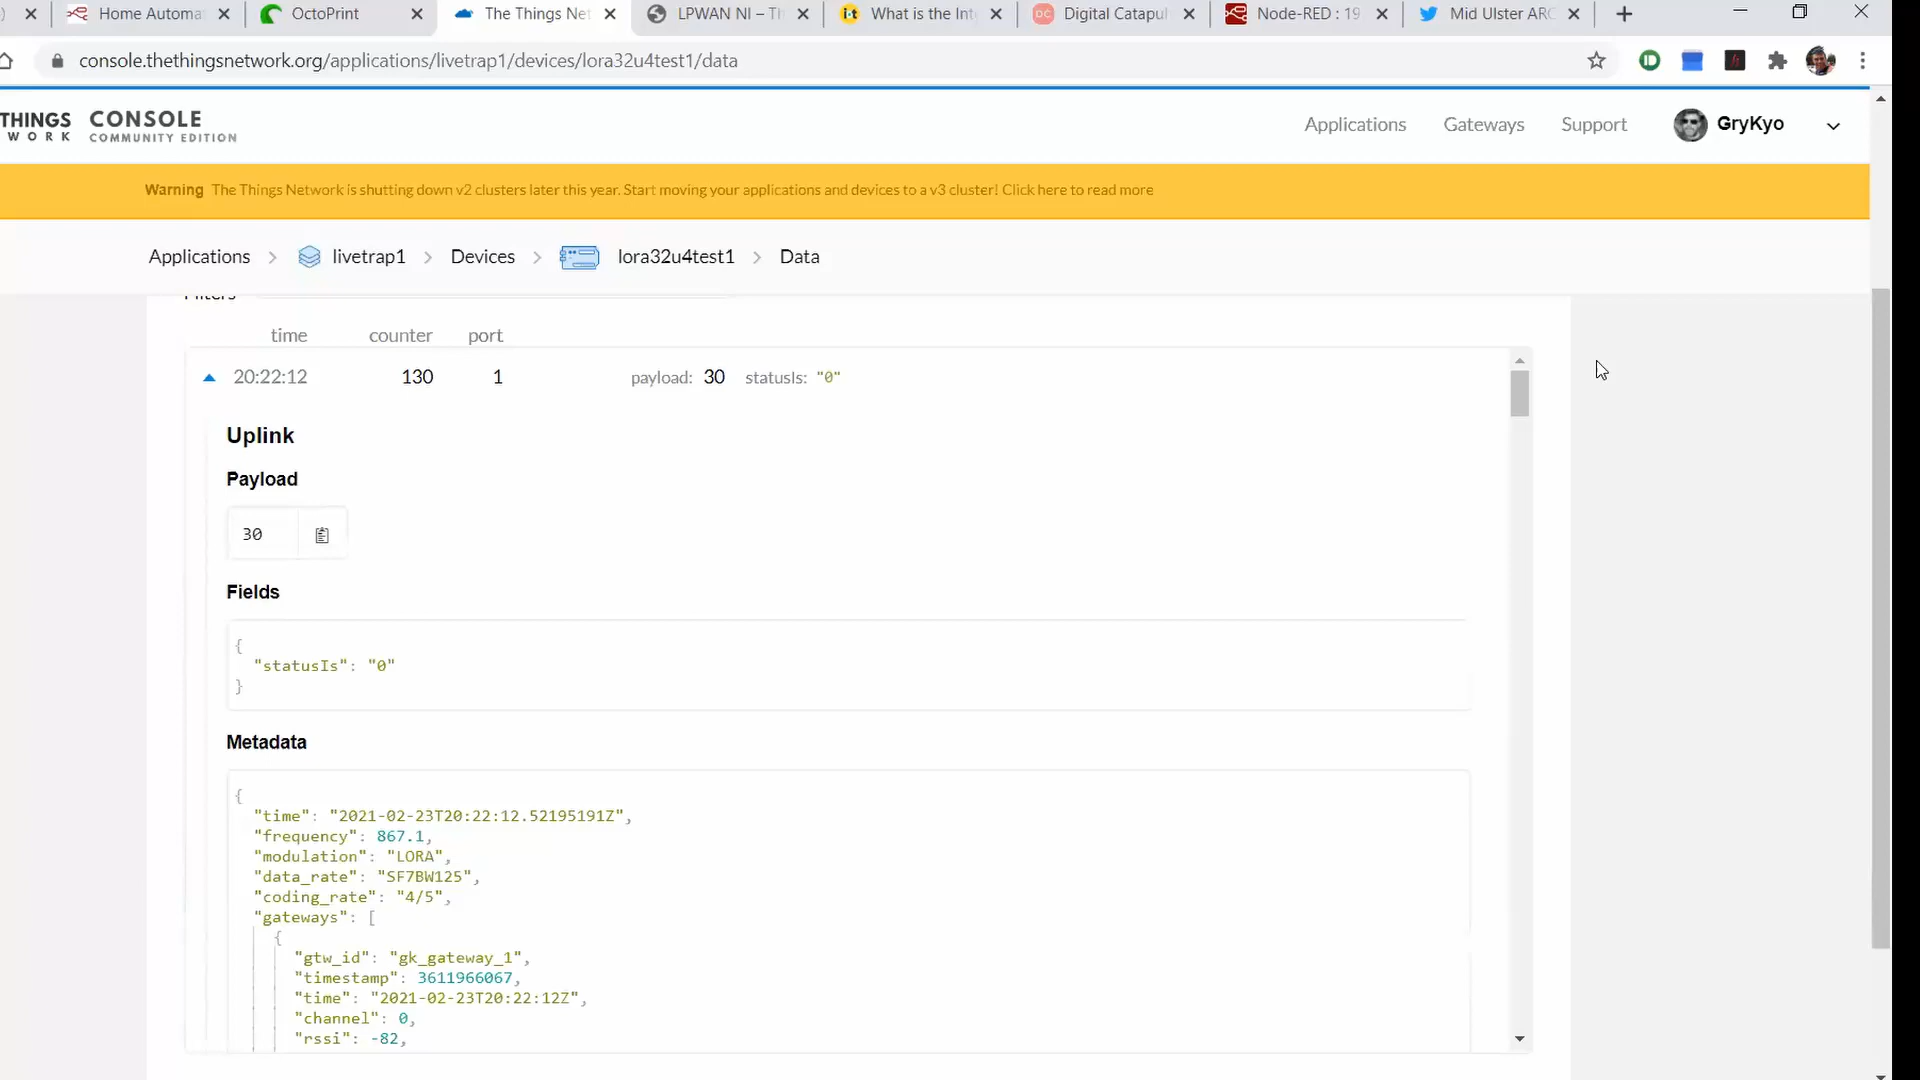 Home Automa
OctoPrint
The Things Net
LPWAN NI – Th
What is the Int
Digital Catapul
Node-RED : 19
Mid Ulster ARC
console.thethingsnetwork.org/applications/livetrap1/devices/lora32u4test1/data
THINGS
WORK
CONSOLE
COMMUNITY EDITION
Applications
Gateways
Support
GryKyo
Warning The Things Network is shutting down v2 clusters later this year. Start moving your applications and devices to a v3 cluster! Click here to read more
Applications > livetrap1 > Devices > lora32u4test1 > Data
Filters
time counter port
20:22:12 130 1 payload: 30 statusIs: "0"
Uplink
Payload
30
Fields
{
"statusIs": "0"
}
Metadata
{
"time": "2021-02-23T20:22:12.52195191Z",
"frequency": 867.1,
"modulation": "LORA",
"data_rate": "SF7BW125",
"coding_rate": "4/5",
"gateways": [
{
"gtw_id": "gk_gateway_1",
"timestamp": 3611966067,
"time": "2021-02-23T20:22:12Z",
"channel": 0,
"rssi": -82,